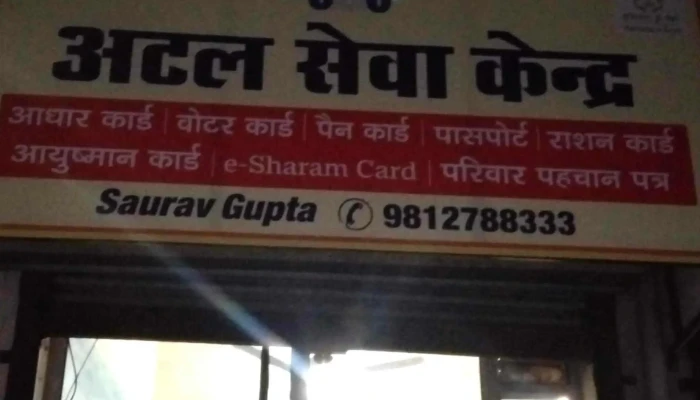 अटल सेवा केन्द्र
आधार कार्ड | वोटर कार्ड | पैन कार्ड | पासपोर्ट | राशन कार्ड
आयुष्मान कार्ड | e-Sharam Card | परिवार पहचान पत्र
Saurav Gupta 9812788333